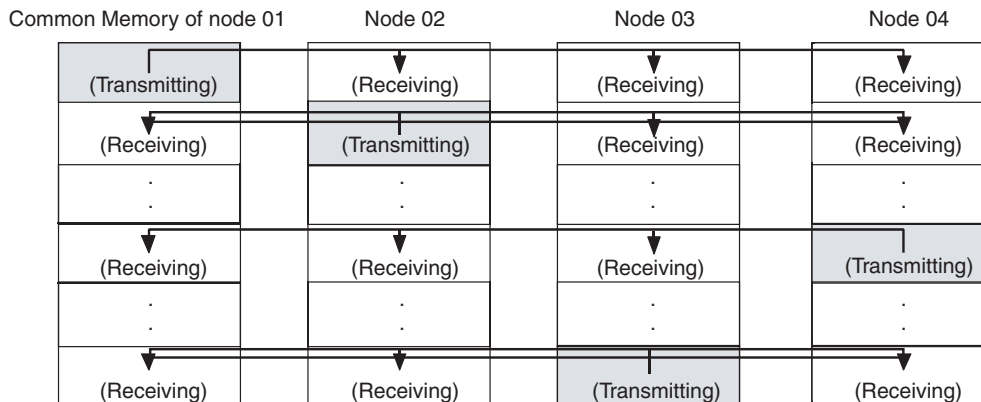 Common Memory of node 01 Node 02 Node 03 Node 04
(Transmitting) (Receiving) (Receiving) (Receiving)
(Receiving) (Transmitting) (Receiving) (Receiving)
. . . .
. . . .
(Receiving) (Receiving) (Receiving) (Transmitting)
. . . .
. . . .
(Receiving) (Receiving) (Transmitting) (Receiving)